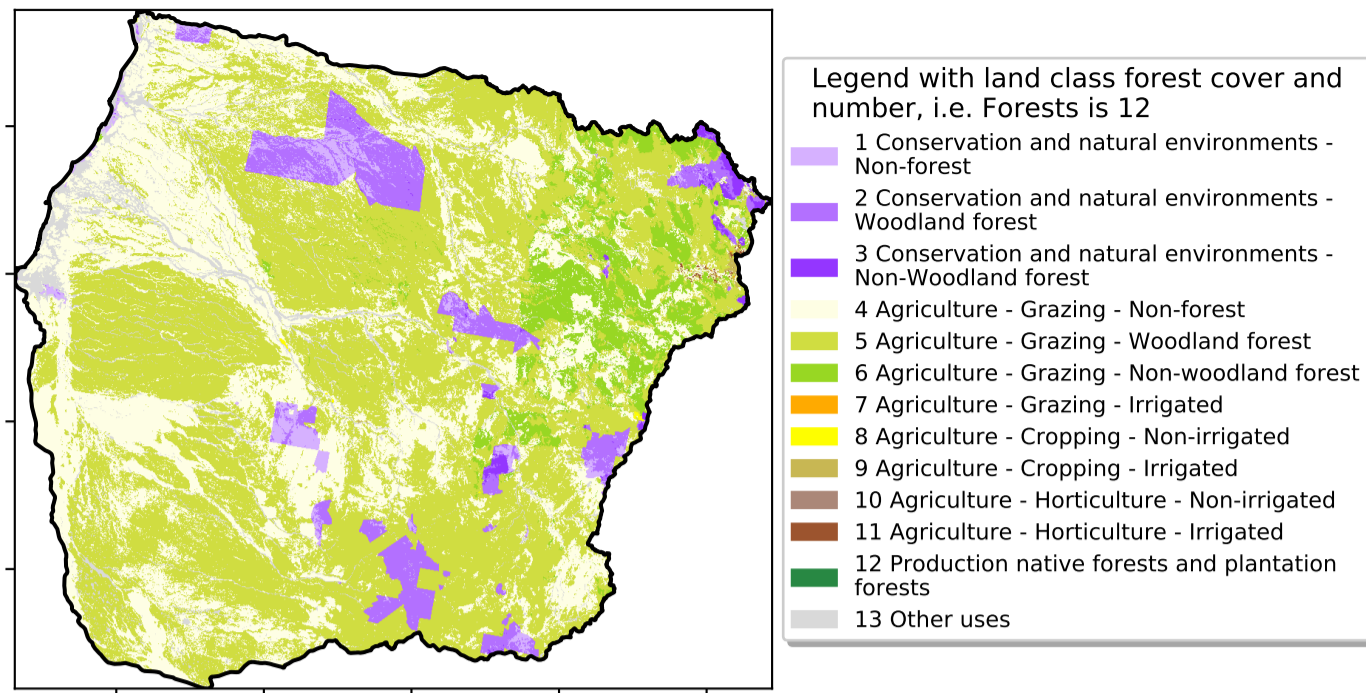 Legend with land class forest cover and
number, i.e. Forests is 12
1 Conservation and natural environments -
Non-forest
2 Conservation and natural environments -
Woodland forest
3 Conservation and natural environments -
Non-Woodland forest
4 Agriculture - Grazing - Non-forest
5 Agriculture - Grazing - Woodland forest
6 Agriculture - Grazing - Non-woodland forest
7 Agriculture - Grazing - Irrigated
8 Agriculture - Cropping - Non-irrigated
9 Agriculture - Cropping - Irrigated
10 Agriculture - Horticulture - Non-irrigated
11 Agriculture - Horticulture - Irrigated
12 Production native forests and plantation
forests
13 Other uses